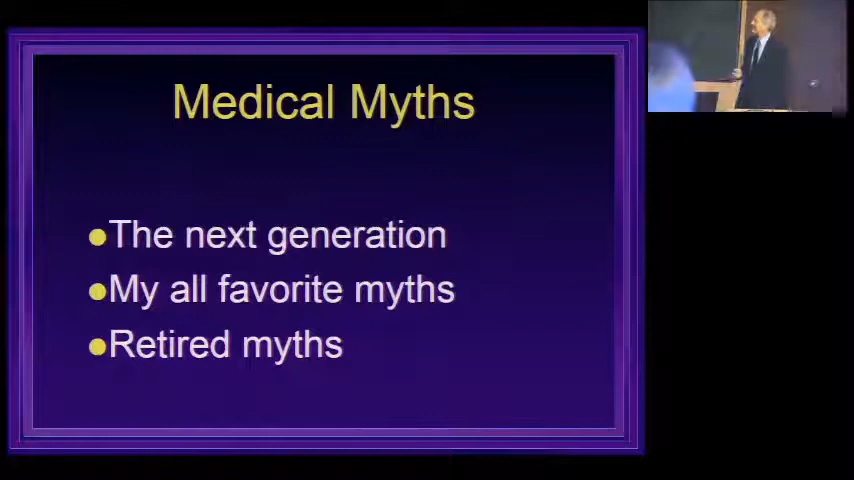 Medical Myths
The next generation
My all favorite myths
Retired myths